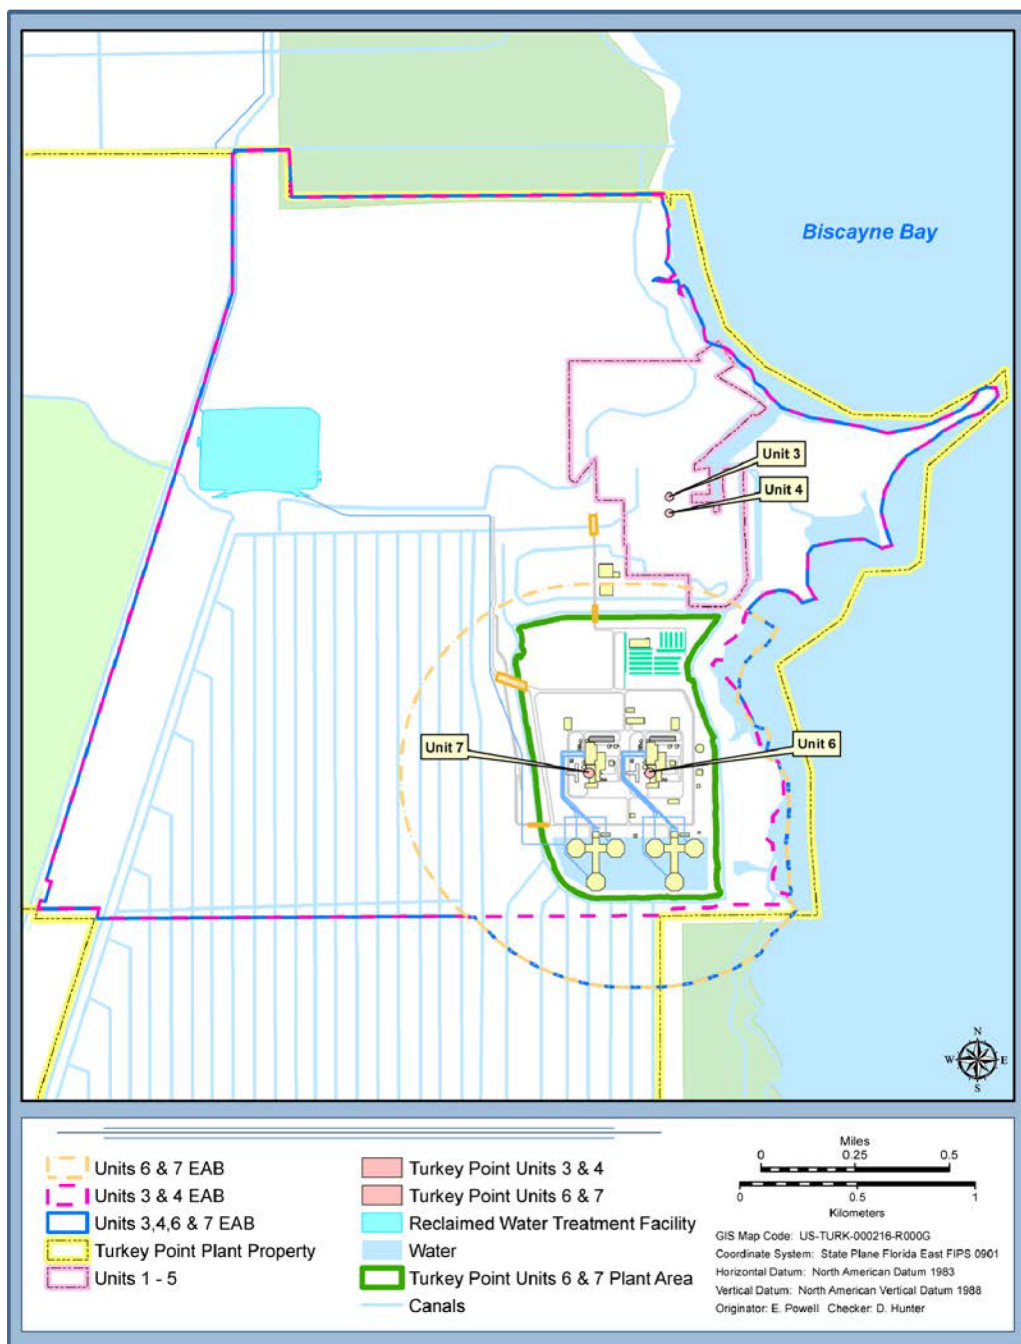 Biscayne Bay
Unit 3
Unit 4
Unit 7
Unit 6
N
W E
S
Units 6 & 7 EAB
Units 3 & 4 EAB
Units 3,4,6 & 7 EAB
Turkey Point Plant Property
Units 1 - 5
Turkey Point Units 3 & 4
Turkey Point Units 6 & 7
Reclaimed Water Treatment Facility
Water
Turkey Point Units 6 & 7 Plant Area
Canals
Miles
0 0.25 0.5
0 0.5 1
Kilometers
GIS Map Code: US-TURK-000216-R000G
Coordinate System: State Plane Florida East FIPS 0901
Horizontal Datum: North American Datum 1983
Vertical Datum: North American Vertical Datum 1988
Originator: E. Powell Checker: D. Hunter